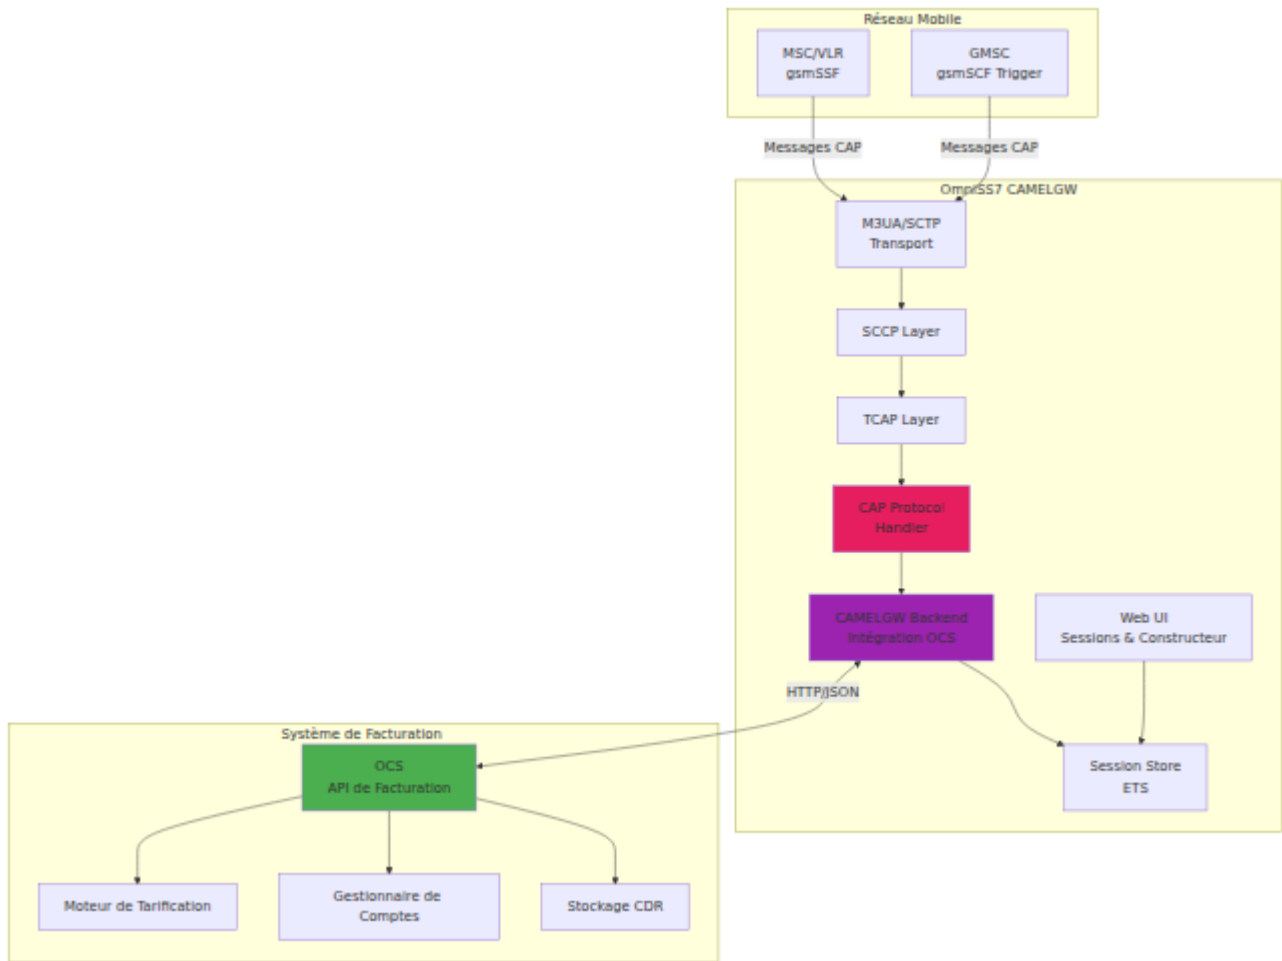 Réseau Mobile
MSC/VLR
gsmSSF
GMSC
gsmSCF Trigger
Messages CAP
Messages CAP
OmniSS7 CAMELGW
M3UA/SCTP
Transport
SCCP Layer
TCAP Layer
CAP Protocol
Handler
CAMELGW Backend
Intégration OCS
Web UI
Sessions & Constructeur
HTTP/JSON
Système de Facturation
OCS
API de Facturation
Session Store
ETS
Moteur de Tarification
Gestionnaire de
Comptes
Stockage CDR